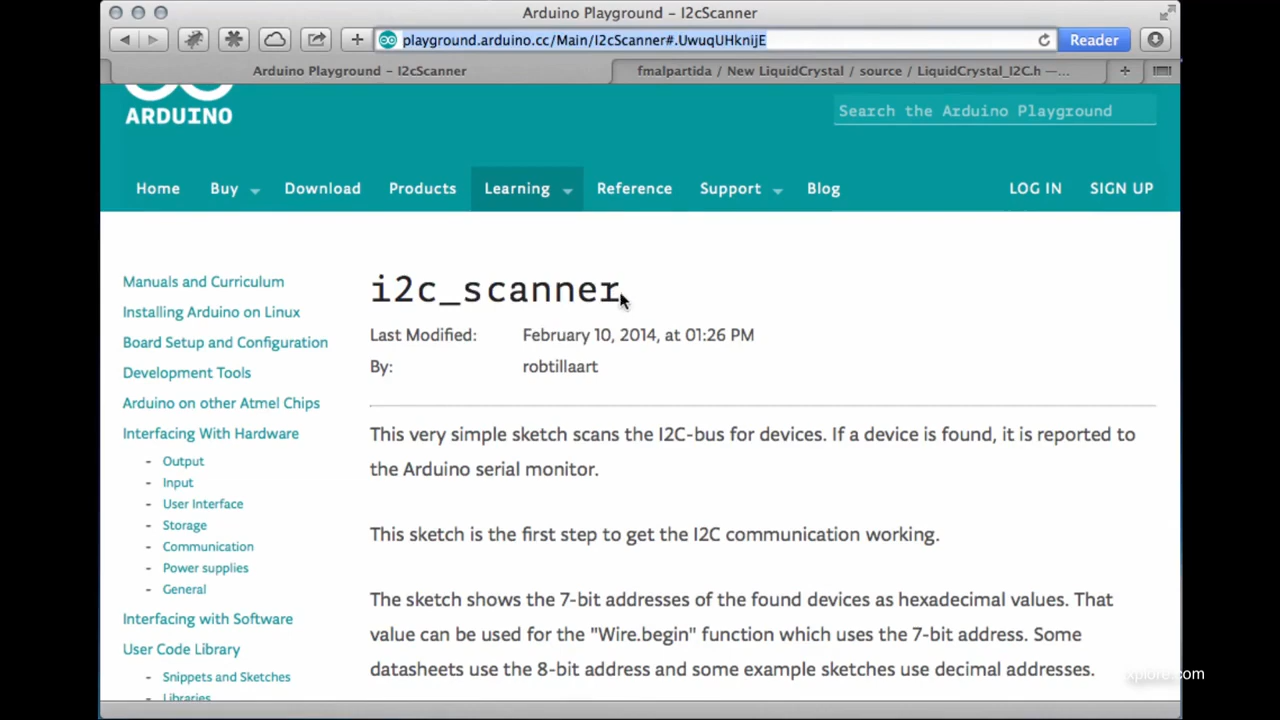 Arduino Playground – I2cScanner
playground.arduino.cc/Main/I2cScanner#.UwuqUHknijE
Reader
Arduino Playground – I2cScanner
fmalpartida / New LiquidCrystal / source / LiquidCrystal_I2C.h —...
ARDUINO
Search the Arduino Playground
Home Buy Download Products Learning Reference Support Blog LOG IN SIGN UP
Manuals and Curriculum
Installing Arduino on Linux
Board Setup and Configuration
Development Tools
Arduino on other Atmel Chips
Interfacing With Hardware
- Output
- Input
- User Interface
- Storage
- Communication
- Power supplies
- General
Interfacing with Software
User Code Library
- Snippets and Sketches
- Libraries
i2c_scanner
Last Modified: February 10, 2014, at 01:26 PM
By: robtillaart
This very simple sketch scans the I2C-bus for devices. If a device is found, it is reported to
the Arduino serial monitor.
This sketch is the first step to get the I2C communication working.
The sketch shows the 7-bit addresses of the found devices as hexadecimal values. That
value can be used for the "Wire.begin" function which uses the 7-bit address. Some
datasheets use the 8-bit address and some example sketches use decimal addresses.
xplore.com